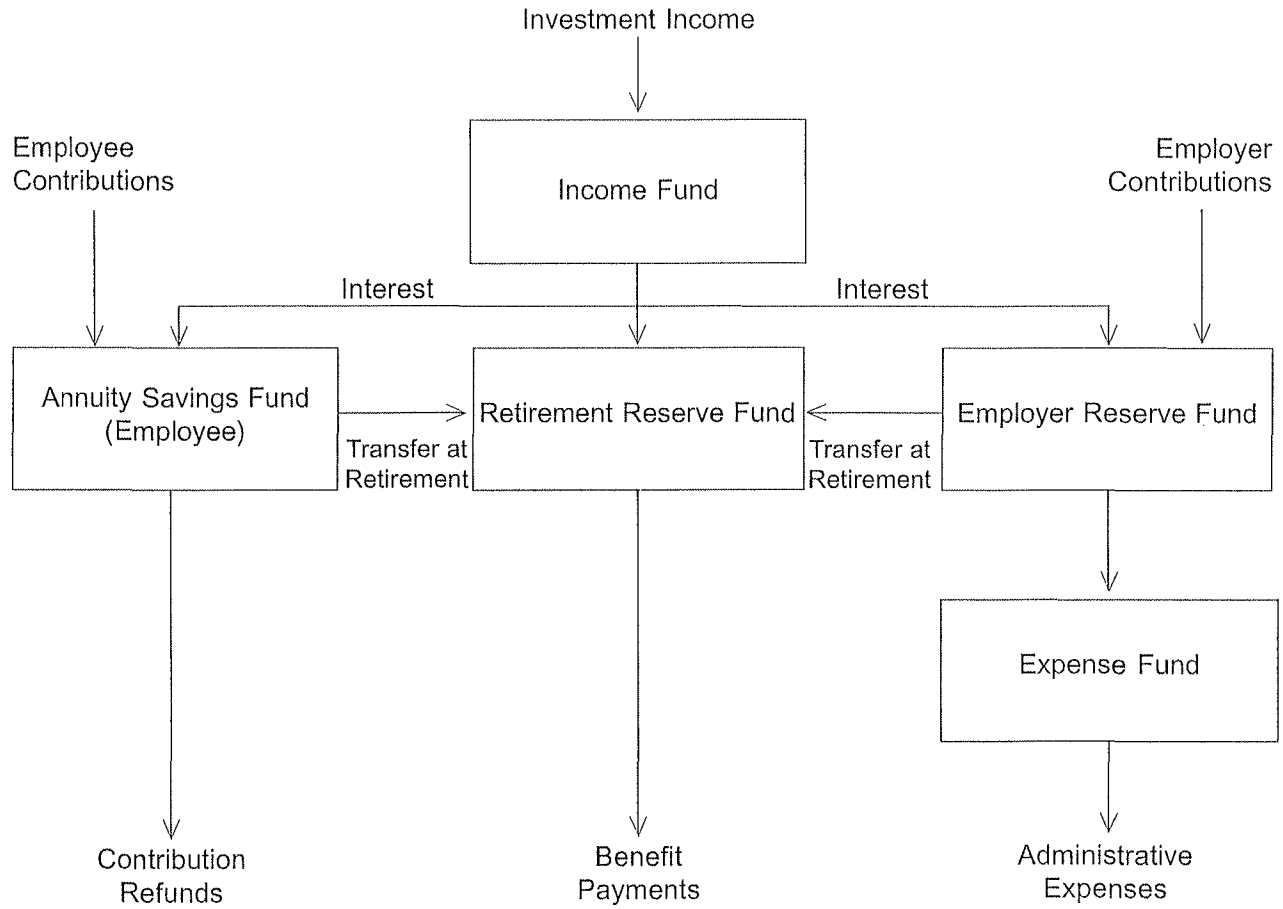 Investment Income
Employee
Contributions
Employer
Contributions
Income Fund
Interest
Interest
Annuity Savings Fund
(Employee)
Retirement Reserve Fund
Employer Reserve Fund
Transfer at
Retirement
Transfer at
Retirement
Expense Fund
Contribution
Refunds
Benefit
Payments
Administrative
Expenses